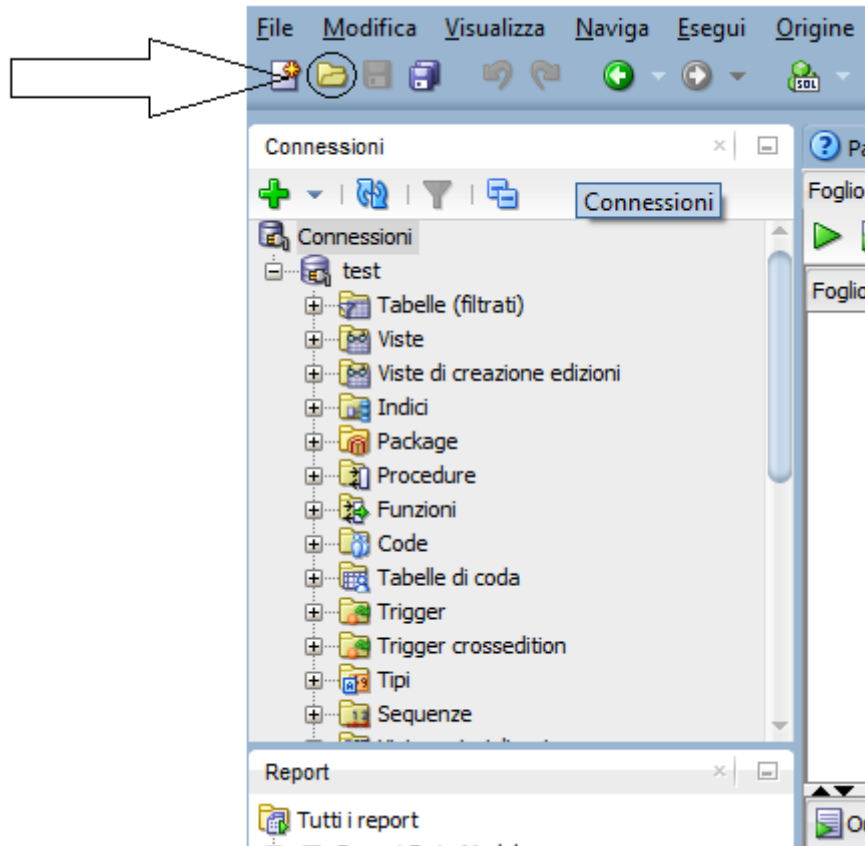 File Modifica Visualizza Naviga Esegui Origine
SQL
Connessioni
Connessioni
Foglio
Connessioni
test
Foglio
Tabelle (filtrati)
Viste
Viste di creazione edizioni
Indici
Package
Procedure
Funzioni
Code
Tabelle di coda
Trigger
Trigger crossedition
Tipi
Sequenze
Report
Tutti i report